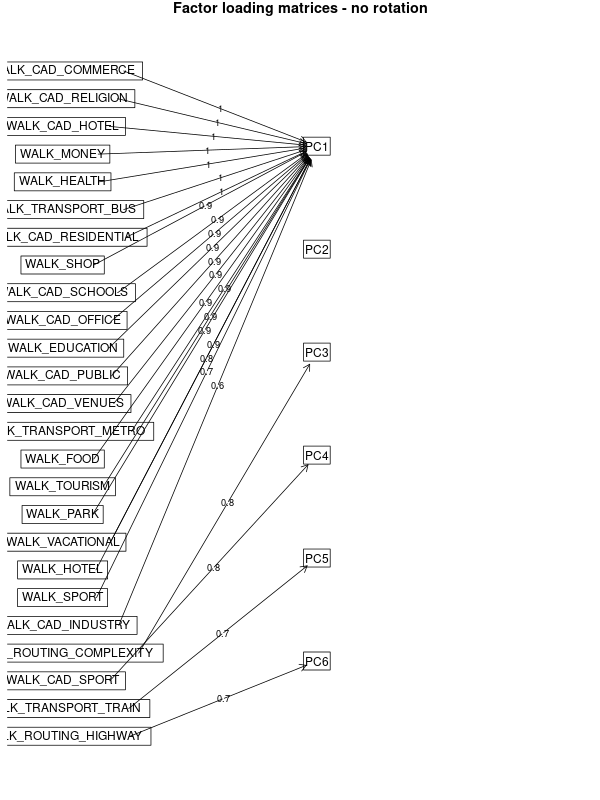 Factor loading matrices - no rotation
ALK_CAD_COMMERCE
WALK_CAD_RELIGION
WALK_CAD_HOTEL
WALK_MONEY
WALK_HEALTH
ALK_TRANSPORT_BUS
LK_CAD_RESIDENTIAL
WALK_SHOP
WALK_CAD_SCHOOLS
WALK_CAD_OFFICE
WALK_EDUCATION
WALK_CAD_PUBLIC
WALK_CAD_VENUES
K_TRANSPORT_METRO
WALK_FOOD
WALK_TOURISM
WALK_PARK
WALK_VACATIONAL
WALK_HOTEL
WALK_SPORT
ALK_CAD_INDUSTRY
_ROUTING_COMPLEXITY
WALK_CAD_SPORT
LK_TRANSPORT_TRAIN
LK_ROUTING_HIGHWAY
1
1
1
1
1
1
1
0.9
0.9
0.9
0.9
0.9
0.9
0.9
0.9
0.9
0.9
0.9
0.8
0.7
0.6
0.8
0.8
0.7
0.7
PC1
PC2
PC3
PC4
PC5
PC6